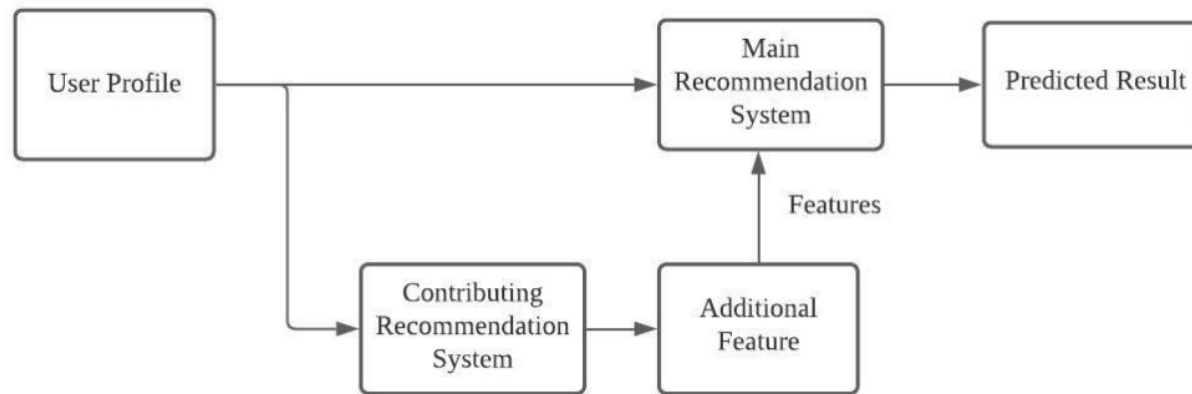 User Profile
Main
Recommendation
System
Predicted Result
Features
Contributing
Recommendation
System
Additional
Feature